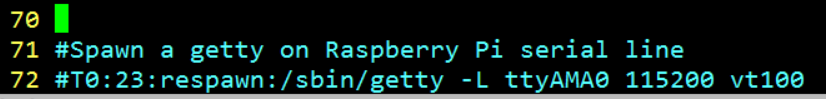 70
71 #Spawn a getty on Raspberry Pi serial line
72 #T0:23:respawn:/sbin/getty -L ttyAMA0 115200 vt100